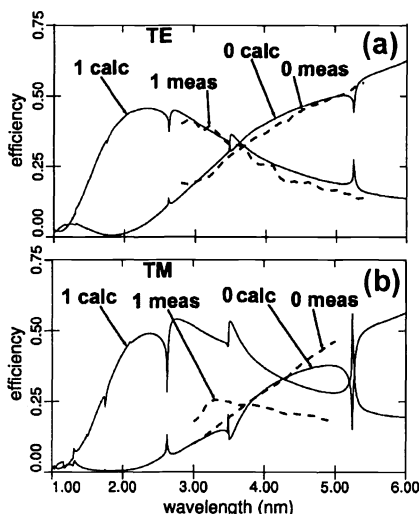 TE
(a)
0.75
0.50
0.25
0.00
efficiency
1 calc
1 meas
0 calc
0 meas
TM
(b)
0.75
0.50
0.25
0.00
efficiency
1 calc
1 meas
0 calc
0 meas
1.00 2.00 3.00 4.00 5.00 6.00
wavelength (nm)